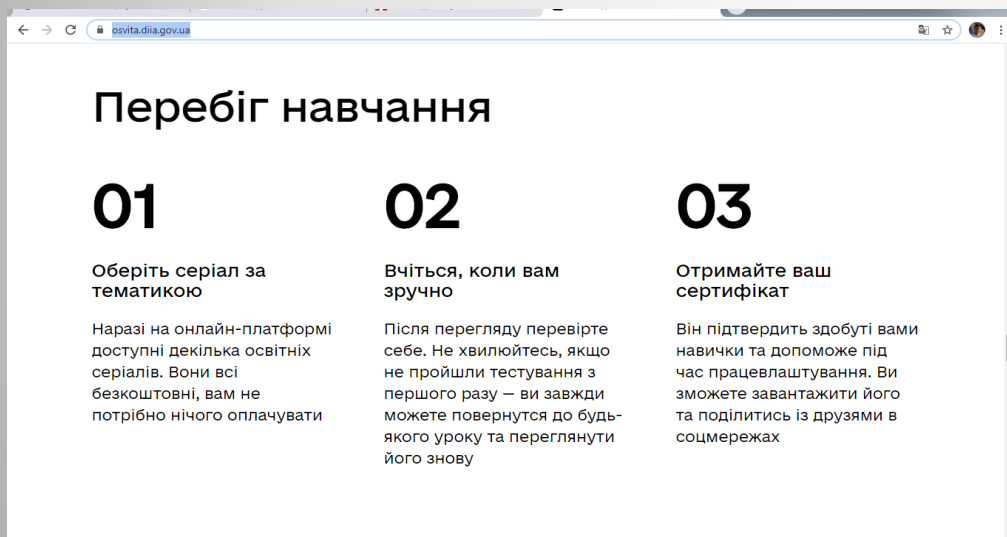 osvita.diia.gov.ua
Перебіг навчання
01
Оберіть серіал за
тематикою
Наразі на онлайн-платформі
доступні декілька освітніх
серіалів. Вони всі
безкоштовні, вам не
потрібно нічого оплачувати
02
Вчіться, коли вам
зручно
Після перегляду перевірте
себе. Не хвилюйтесь, якщо
не пройшли тестування з
першого разу — ви завжди
можете повернутся до будь-
якого уроку та переглянути
його знову
03
Отримайте ваш
сертифікат
Він підтвердить здобуті вами
навички та допоможе під
час працевлаштування. Ви
зможете завантажити його
та поділитись із друзями в
соцмережах